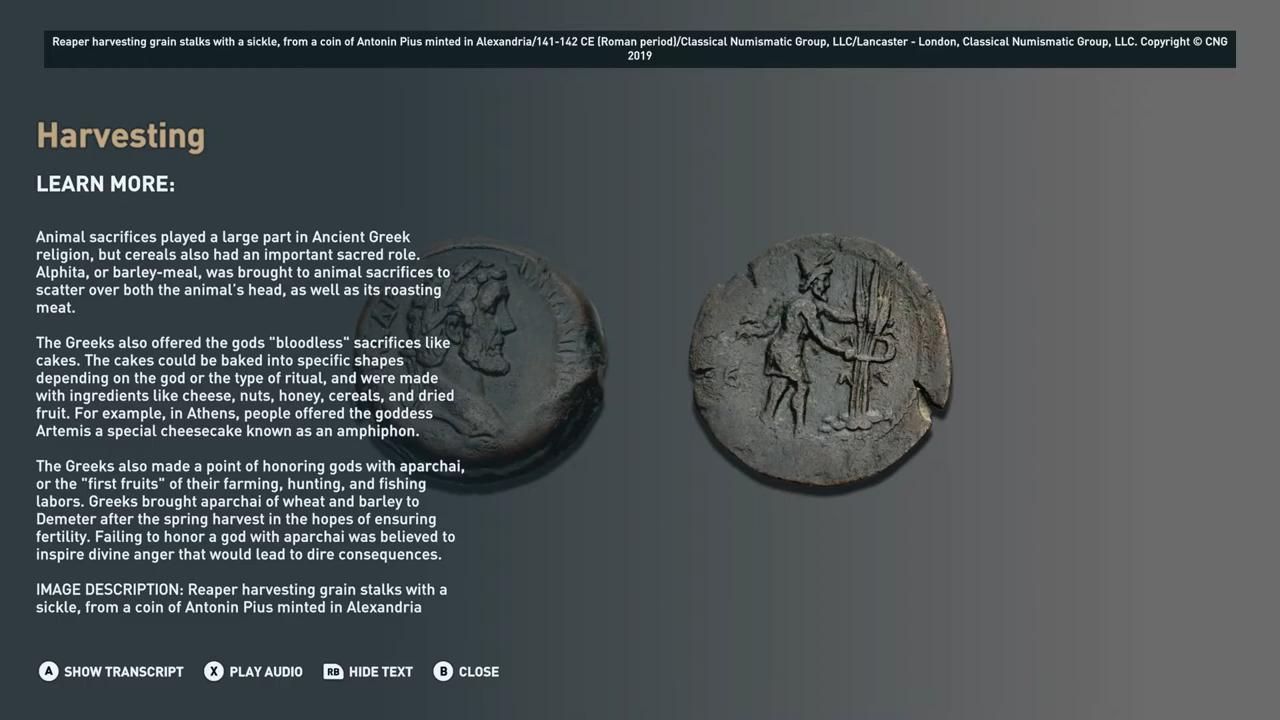 Reaper harvesting grain stalks with a sickle, from a coin of Antonin Pius minted in Alexandria/141-142 CE (Roman period)/Classical Numismatic Group, LLC/Lancaster - London, Classical Numismatic Group, LLC. Copyright © CNG
2019
Harvesting
LEARN MORE:
Animal sacrifices played a large part in Ancient Greek
religion, but cereals also had an important sacred role.
Alphita, or barley-meal, was brought to animal sacrifices to
scatter over both the animal's head, as well as its roasting
meat.
The Greeks also offered the gods "bloodless" sacrifices like
cakes. The cakes could be baked into specific shapes
depending on the god or the type of ritual, and were made
with ingredients like cheese, nuts, honey, cereals, and dried
fruit. For example, in Athens, people offered the goddess
Artemis a special cheesecake known as an amphiphon.
The Greeks also made a point of honoring gods with aparchai,
or the "first fruits" of their farming, hunting, and fishing
labors. Greeks brought aparchai of wheat and barley to
Demeter after the spring harvest in the hopes of ensuring
fertility. Failing to honor a god with aparchai was believed to
inspire divine anger that would lead to dire consequences.
IMAGE DESCRIPTION: Reaper harvesting grain stalks with a
sickle, from a coin of Antonin Pius minted in Alexandria
A SHOW TRANSCRIPT X PLAY AUDIO RB HIDE TEXT B CLOSE